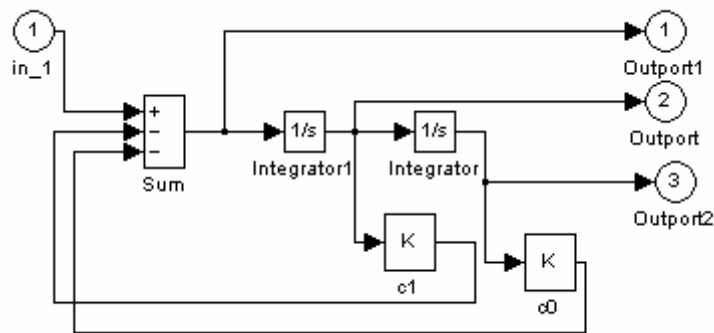 1
in_1
+
−
−
Sum
1/s
Integrator1
1/s
Integrator
1
Outport1
2
Outport
3
Outport2
K
c1
K
c0